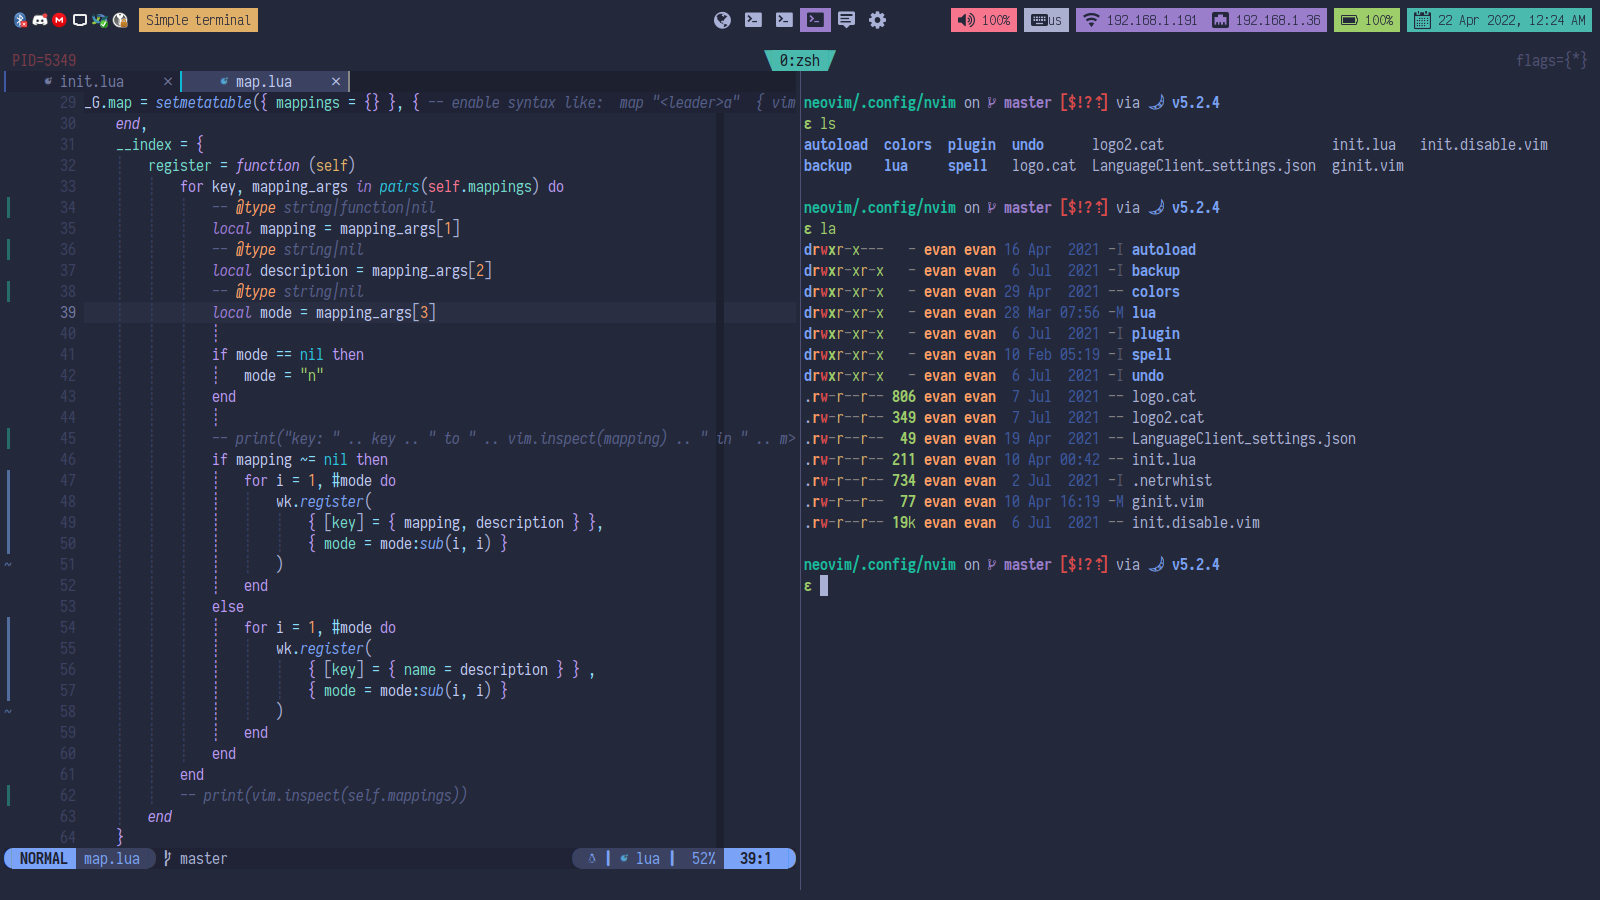 Simple terminal
100%
us
192.168.1.191
192.168.1.36
100%
22 Apr 2022, 12:24 AM
PID=5349
0:zsh
flags={*}
init.lua ×
map.lua ×
29 _G.map = setmetatable({ mappings = {} }, { -- enable syntax like:  map "<leader>a"  { vim
30 end,
31 __index = {
32 register = function (self)
33 for key, mapping_args in pairs(self.mappings) do
34 -- @type string|function|nil
35 local mapping = mapping_args[1]
36 -- @type string|nil
37 local description = mapping_args[2]
38 -- @type string|nil
39 local mode = mapping_args[3]
40
41 if mode == nil then
42 mode = "n"
43 end
44
45 -- print("key: " .. key .. " to " .. vim.inspect(mapping) .. " in " .. m>
46 if mapping ~= nil then
47 for i = 1, #mode do
48 wk.register(
49 { [key] = { mapping, description } },
50 { mode = mode:sub(i, i) }
~ 51 )
52 end
53 else
54 for i = 1, #mode do
55 wk.register(
56 { [key] = { name = description } } ,
57 { mode = mode:sub(i, i) }
~ 58 )
59 end
60 end
61 end
62 -- print(vim.inspect(self.mappings))
63 end
64 }
NORMAL map.lua master lua 52% 39:1
neovim/.config/nvim on master [$!?⇡] via v5.2.4
ε ls
autoload colors plugin undo logo2.cat init.lua init.disable.vim
backup lua spell logo.cat LanguageClient_settings.json ginit.vim
neovim/.config/nvim on master [$!?⇡] via v5.2.4
ε la
drwxr-x--- - evan evan 16 Apr 2021 -I autoload
drwxr-xr-x - evan evan 6 Jul 2021 -I backup
drwxr-xr-x - evan evan 29 Apr 2021 -- colors
drwxr-xr-x - evan evan 28 Mar 07:56 -M lua
drwxr-xr-x - evan evan 6 Jul 2021 -I plugin
drwxr-xr-x - evan evan 10 Feb 05:19 -I spell
drwxr-xr-x - evan evan 6 Jul 2021 -I undo
.rw-r--r-- 806 evan evan 7 Jul 2021 -- logo.cat
.rw-r--r-- 349 evan evan 7 Jul 2021 -- logo2.cat
.rw-r--r-- 49 evan evan 19 Apr 2021 -- LanguageClient_settings.json
.rw-r--r-- 211 evan evan 10 Apr 00:42 -- init.lua
.rw-r--r-- 734 evan evan 2 Jul 2021 -I .netrwhist
.rw-r--r-- 77 evan evan 10 Apr 16:19 -M ginit.vim
.rw-r--r-- 19k evan evan 6 Jul 2021 -- init.disable.vim
neovim/.config/nvim on master [$!?⇡] via v5.2.4
ε